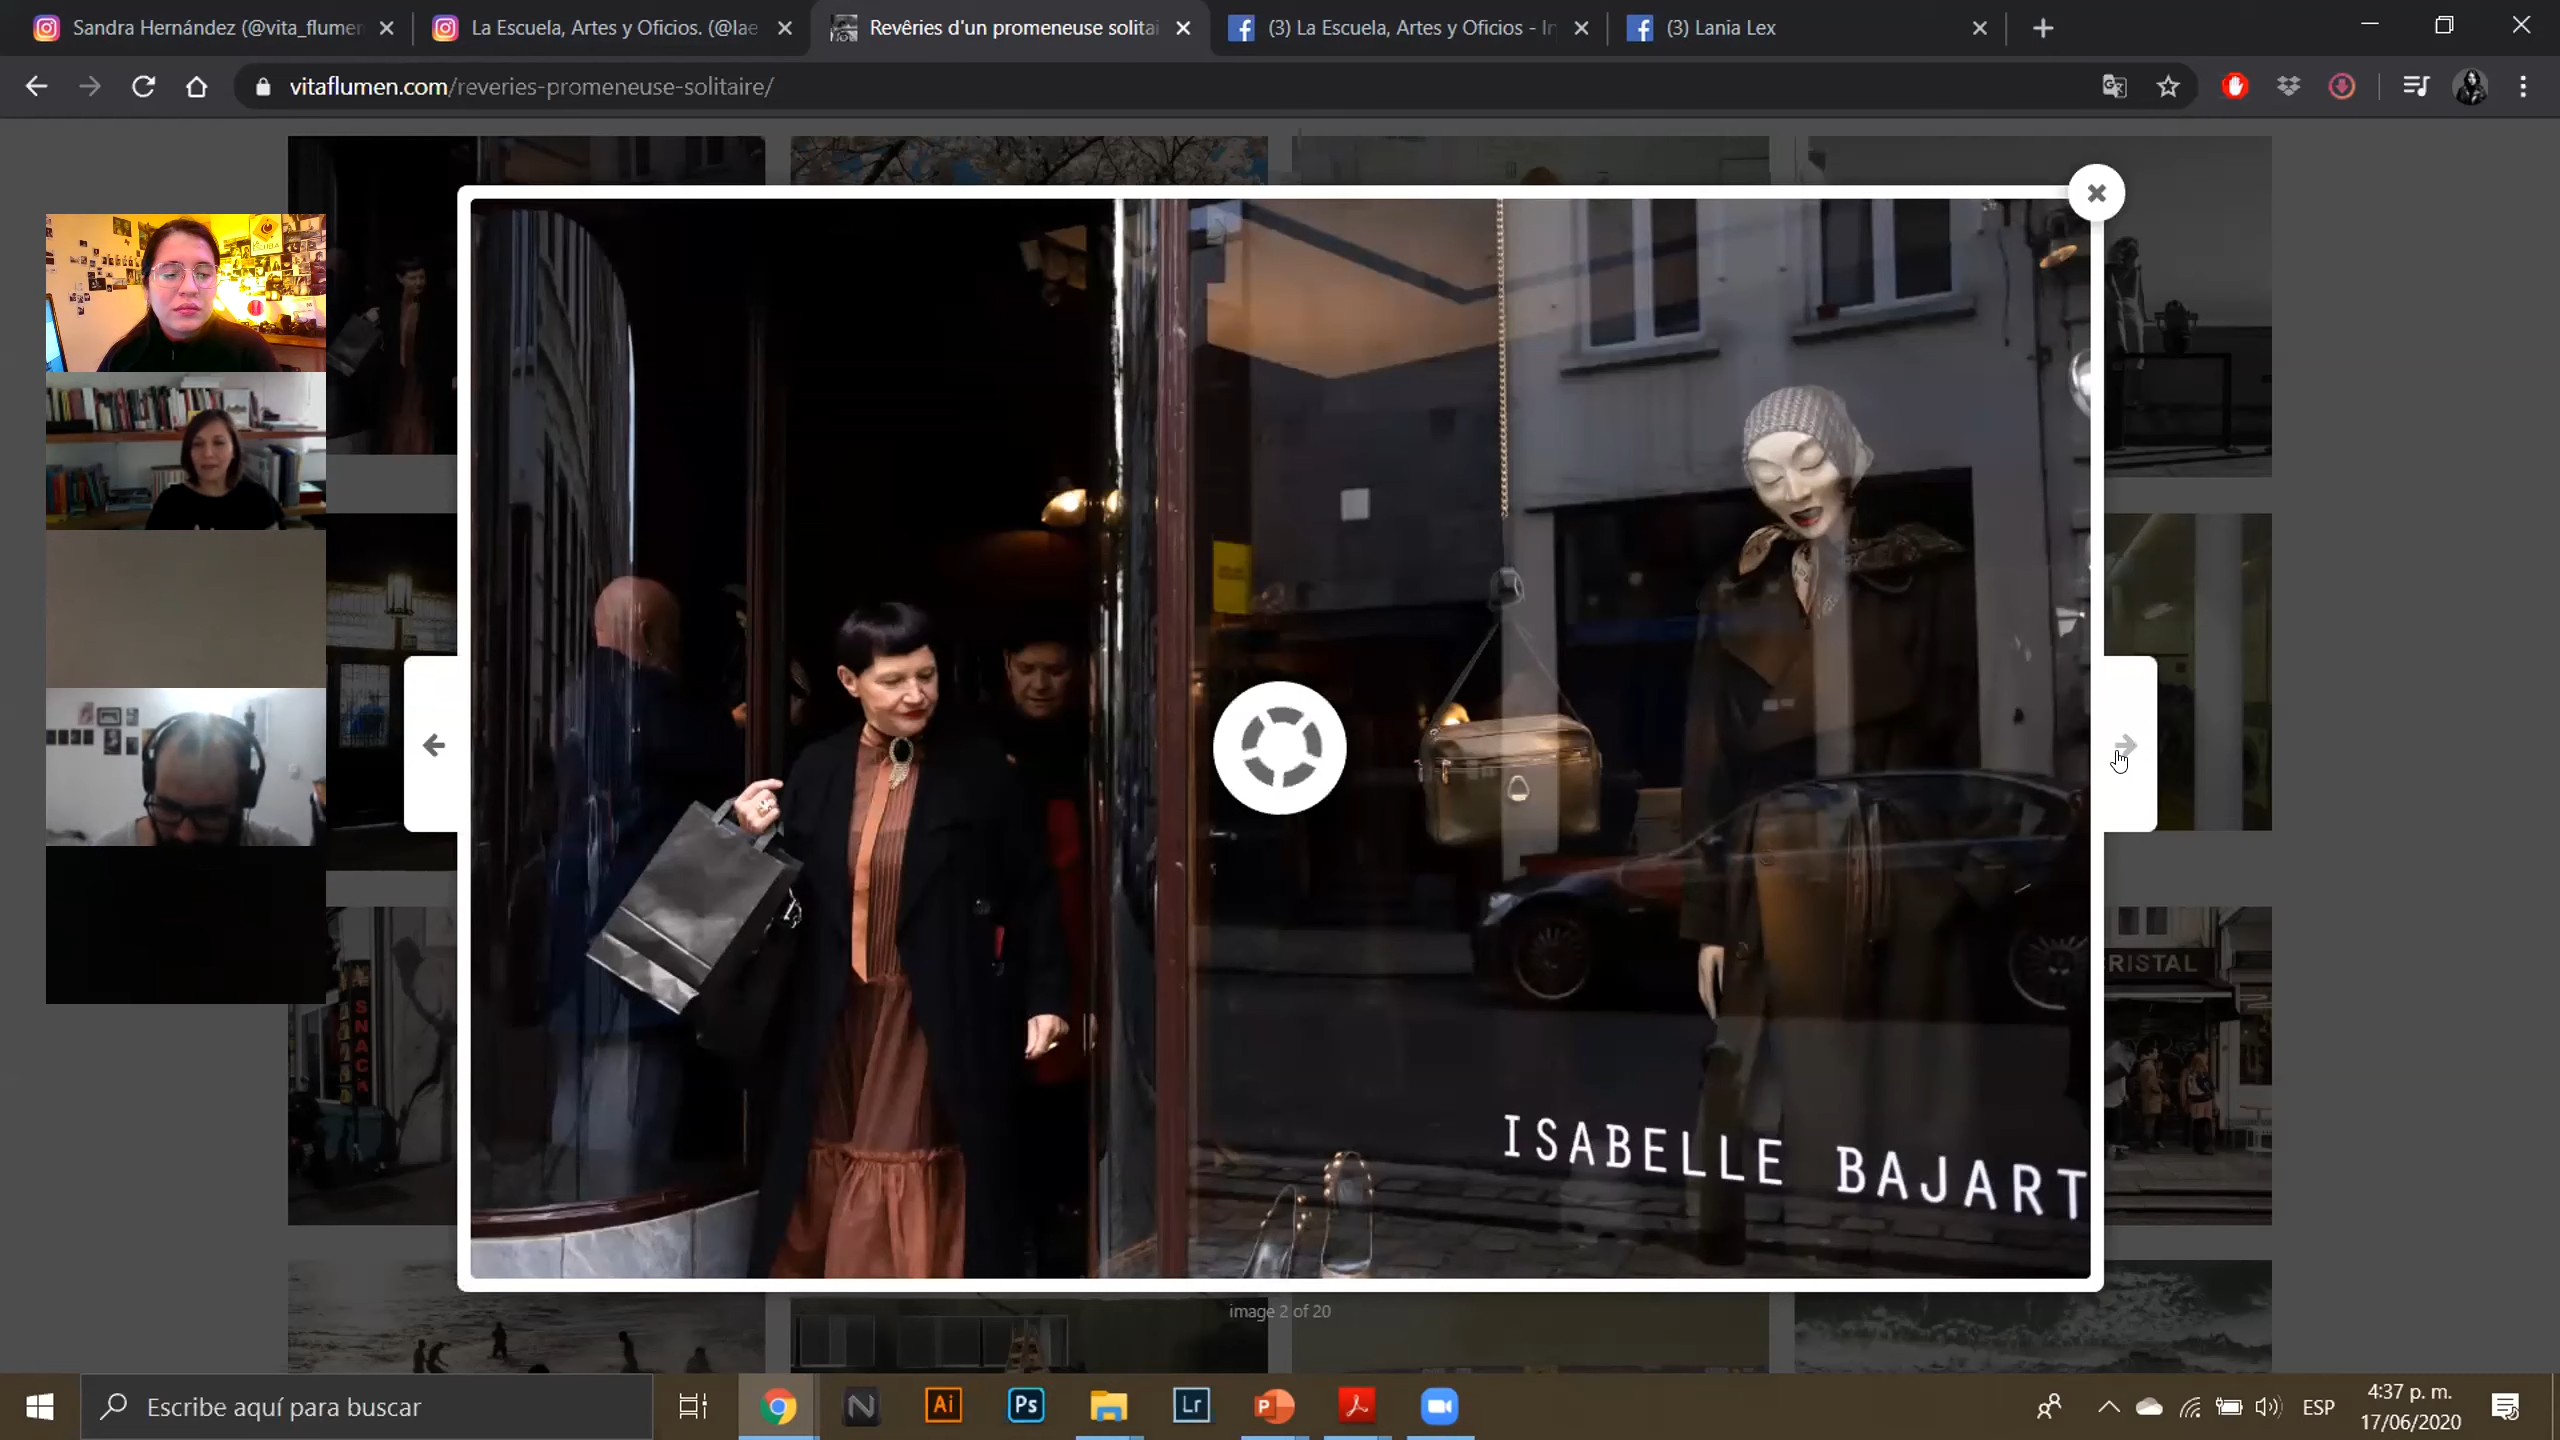 Sandra Hernández (@vita_flumen
La Escuela, Artes y Oficios. (@lae
Revêries d'un promeneuse solitai
(3) La Escuela, Artes y Oficios - In
(3) Lania Lex
vitaflumen.com/reveries-promeneuse-solitaire/
RISTAL
SNACK
ISABELLE BAJART
image 2 of 20
Escribe aquí para buscar
N
Ai
Ps
Lr
P
ESP
4:37 p. m.
17/06/2020